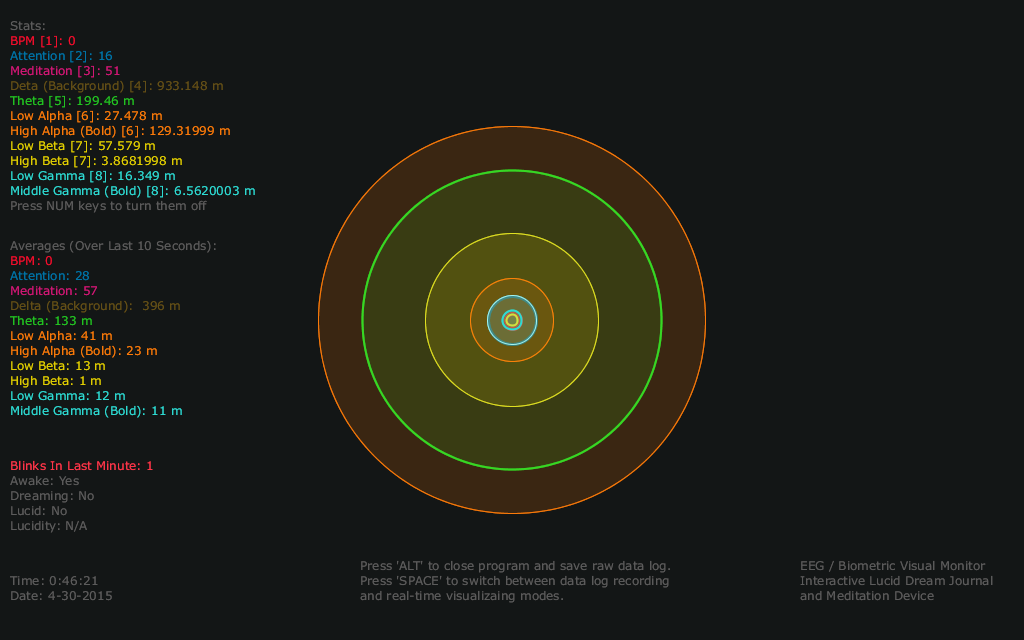 Stats:
BPM [1]: 0
Attention [2]: 16
Meditation [3]: 51
Deta (Background) [4]: 933.148 m
Theta [5]: 199.46 m
Low Alpha [6]: 27.478 m
High Alpha (Bold) [6]: 129.31999 m
Low Beta [7]: 57.579 m
High Beta [7]: 3.8681998 m
Low Gamma [8]: 16.349 m
Middle Gamma (Bold) [8]: 6.5620003 m
Press NUM keys to turn them off
Averages (Over Last 10 Seconds):
BPM: 0
Attention: 28
Meditation: 57
Delta (Background):  396 m
Theta: 133 m
Low Alpha: 41 m
High Alpha (Bold): 23 m
Low Beta: 13 m
High Beta: 1 m
Low Gamma: 12 m
Middle Gamma (Bold): 11 m
Blinks In Last Minute: 1
Awake: Yes
Dreaming: No
Lucid: No
Lucidity: N/A
Time: 0:46:21
Date: 4-30-2015
Press 'ALT' to close program and save raw data log.
Press 'SPACE' to switch between data log recording
and real-time visualizaing modes.
EEG / Biometric Visual Monitor
Interactive Lucid Dream Journal
and Meditation Device